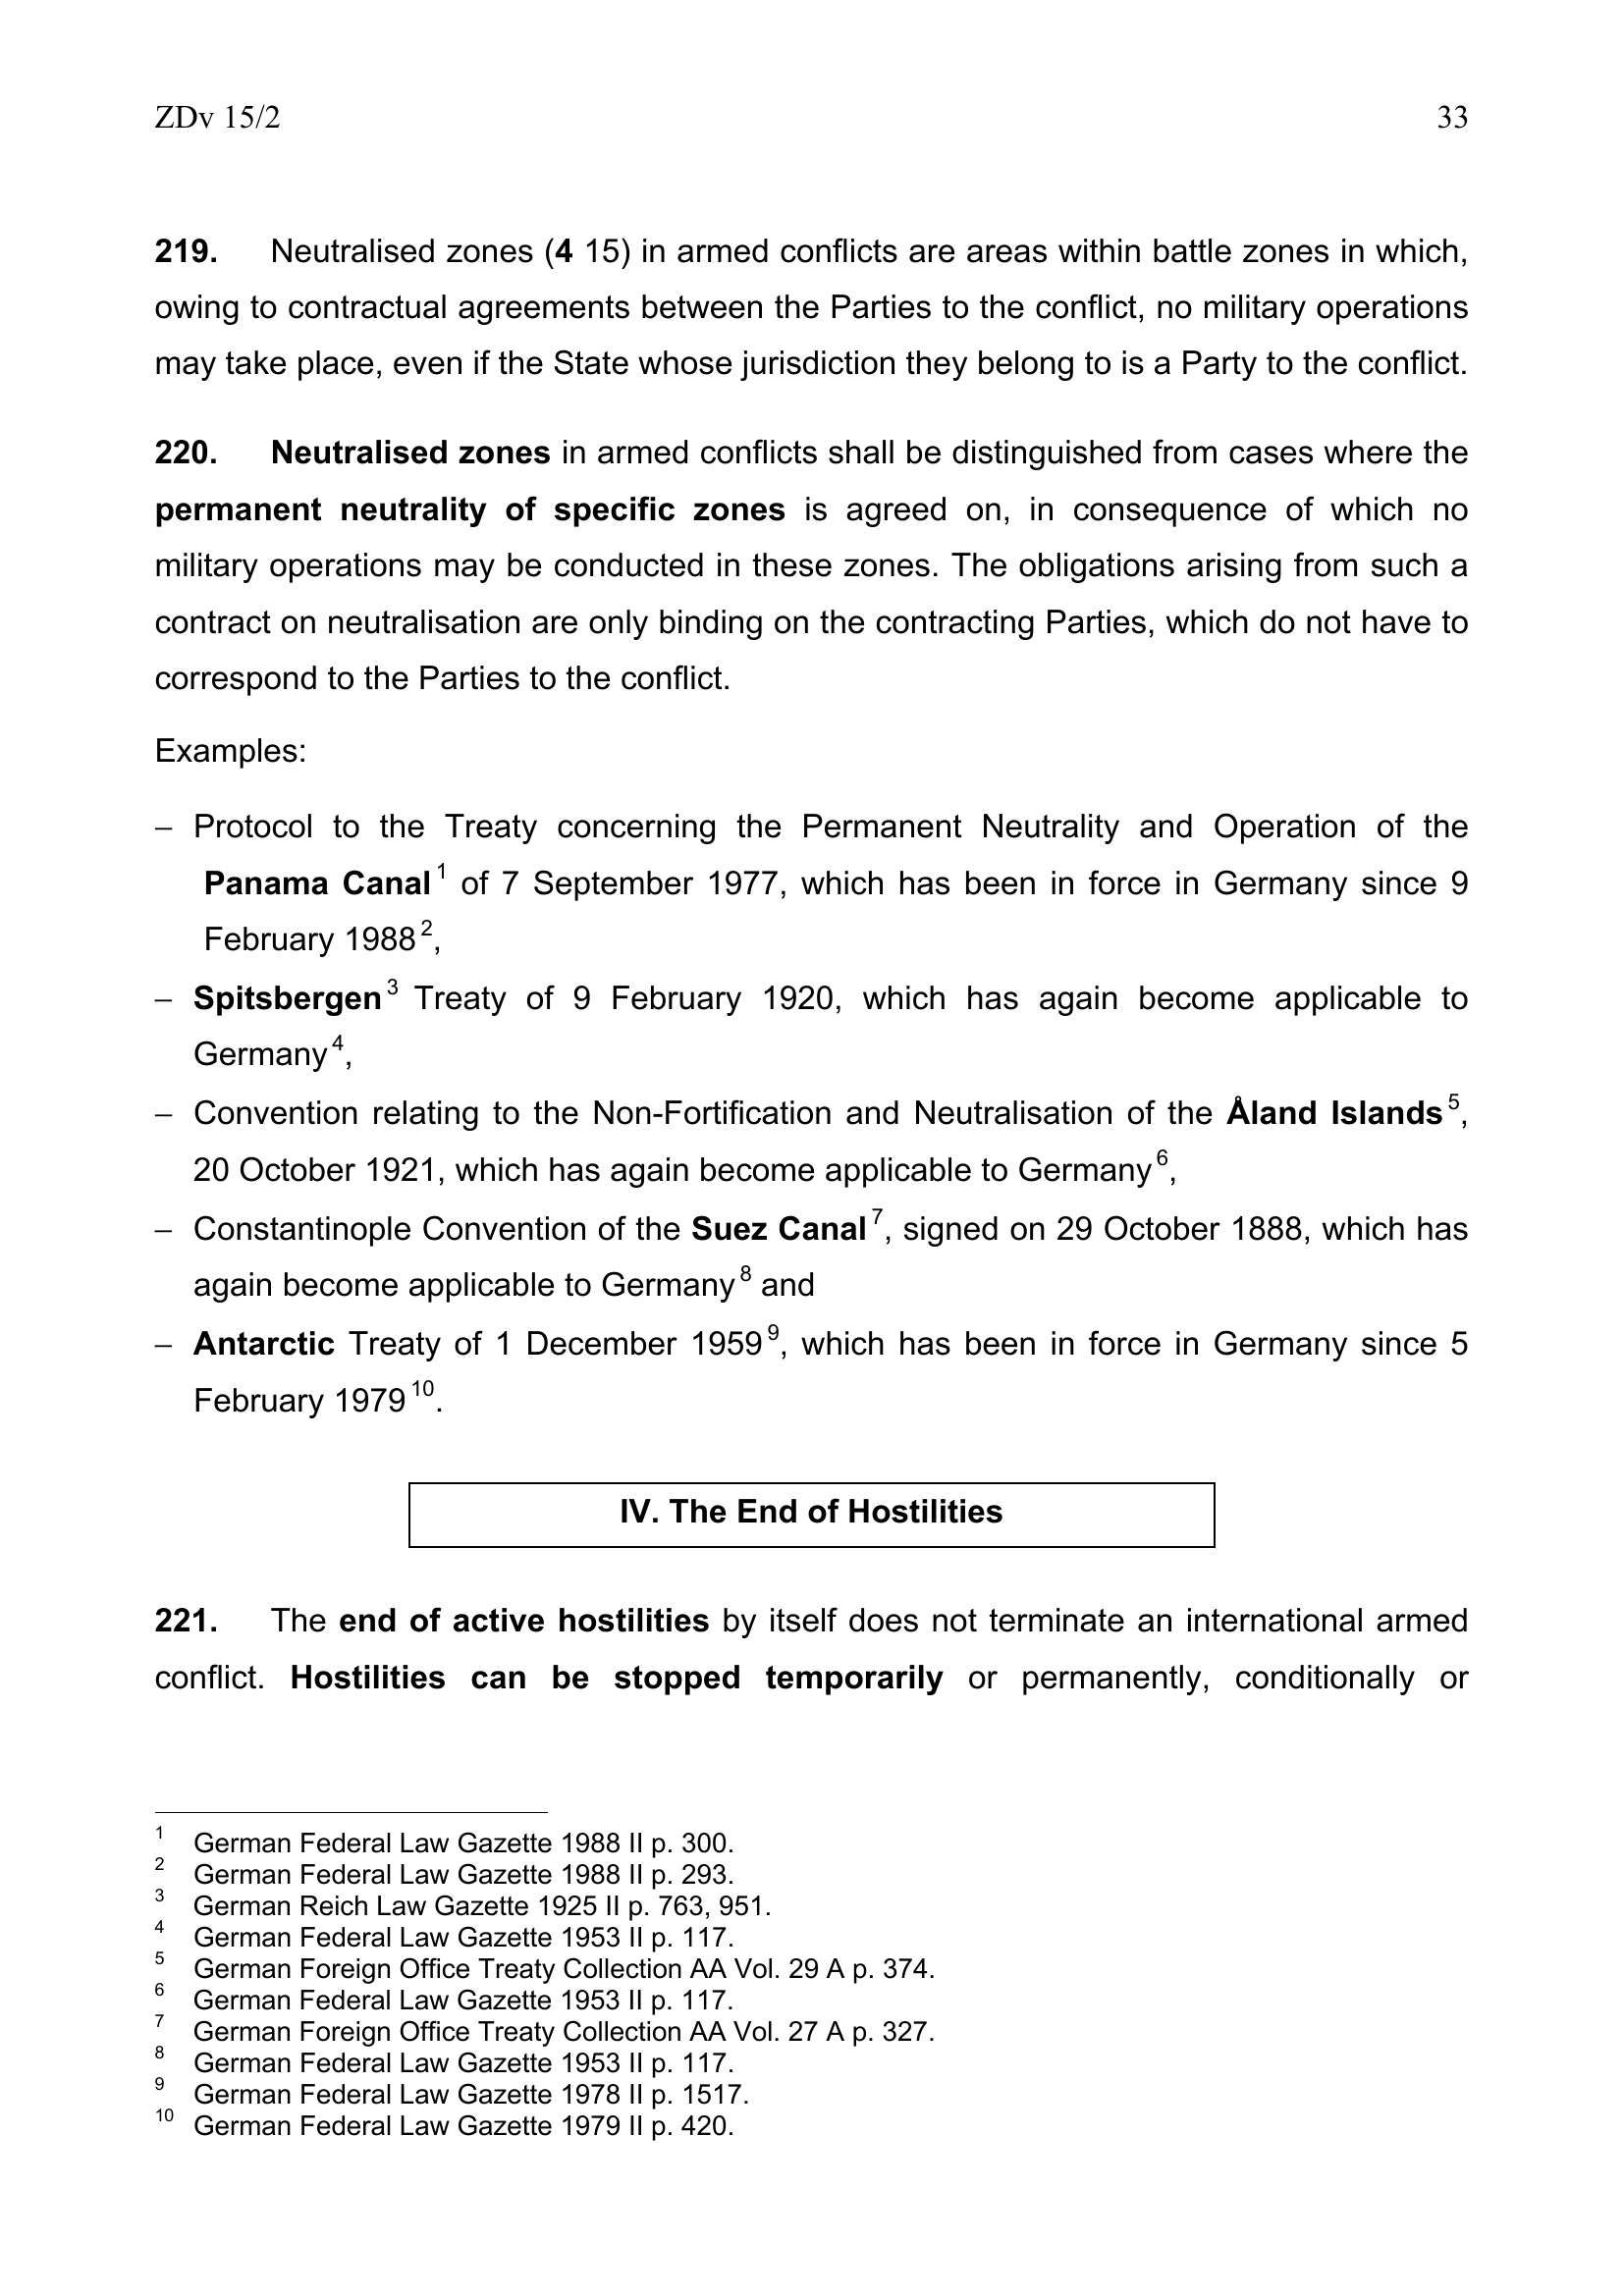 ZDv 15/2 33
219. Neutralised zones (4 15) in armed conflicts are areas within battle zones in which,
owing to contractual agreements between the Parties to the conflict, no military operations
may take place, even if the State whose jurisdiction they belong to is a Party to the conflict.
220. Neutralised zones in armed conflicts shall be distinguished from cases where the
permanent neutrality of specific zones is agreed on, in consequence of which no
military operations may be conducted in these zones. The obligations arising from such a
contract on neutralisation are only binding on the contracting Parties, which do not have to
correspond to the Parties to the conflict.
Examples:
– Protocol to the Treaty concerning the Permanent Neutrality and Operation of the
Panama Canal 1 of 7 September 1977, which has been in force in Germany since 9
February 1988 2,
– Spitsbergen 3 Treaty of 9 February 1920, which has again become applicable to
Germany 4,
– Convention relating to the Non-Fortification and Neutralisation of the Åland Islands 5,
20 October 1921, which has again become applicable to Germany 6,
– Constantinople Convention of the Suez Canal 7, signed on 29 October 1888, which has
again become applicable to Germany 8 and
– Antarctic Treaty of 1 December 1959 9, which has been in force in Germany since 5
February 1979 10.
IV. The End of Hostilities
221. The end of active hostilities by itself does not terminate an international armed
conflict. Hostilities can be stopped temporarily or permanently, conditionally or
1 German Federal Law Gazette 1988 II p. 300.
2 German Federal Law Gazette 1988 II p. 293.
3 German Reich Law Gazette 1925 II p. 763, 951.
4 German Federal Law Gazette 1953 II p. 117.
5 German Foreign Office Treaty Collection AA Vol. 29 A p. 374.
6 German Federal Law Gazette 1953 II p. 117.
7 German Foreign Office Treaty Collection AA Vol. 27 A p. 327.
8 German Federal Law Gazette 1953 II p. 117.
9 German Federal Law Gazette 1978 II p. 1517.
10 German Federal Law Gazette 1979 II p. 420.